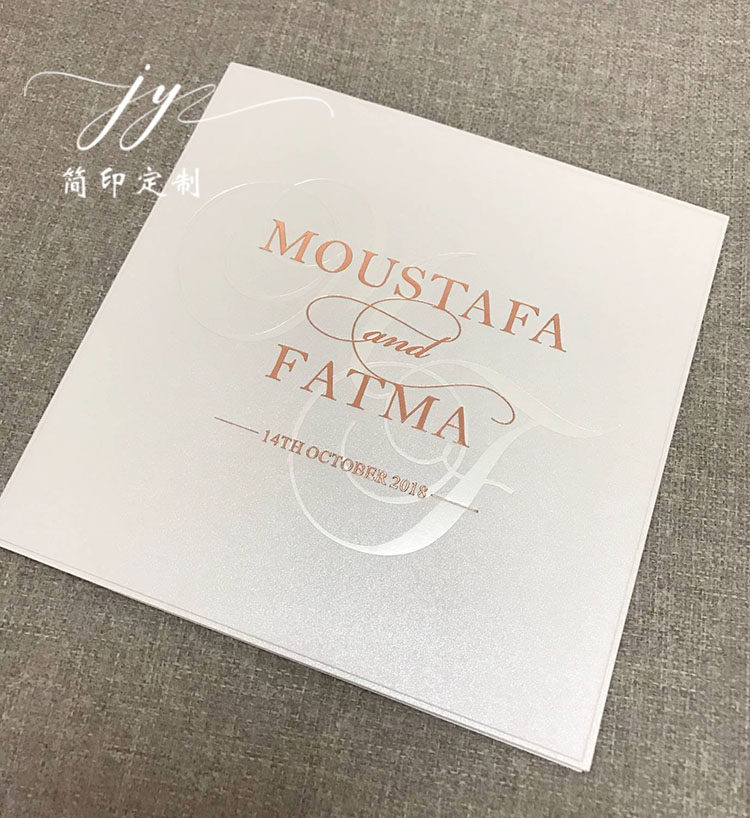 jy
简印定制
MOUSTAFA
and
FATMA
14TH OCTOBER 2018